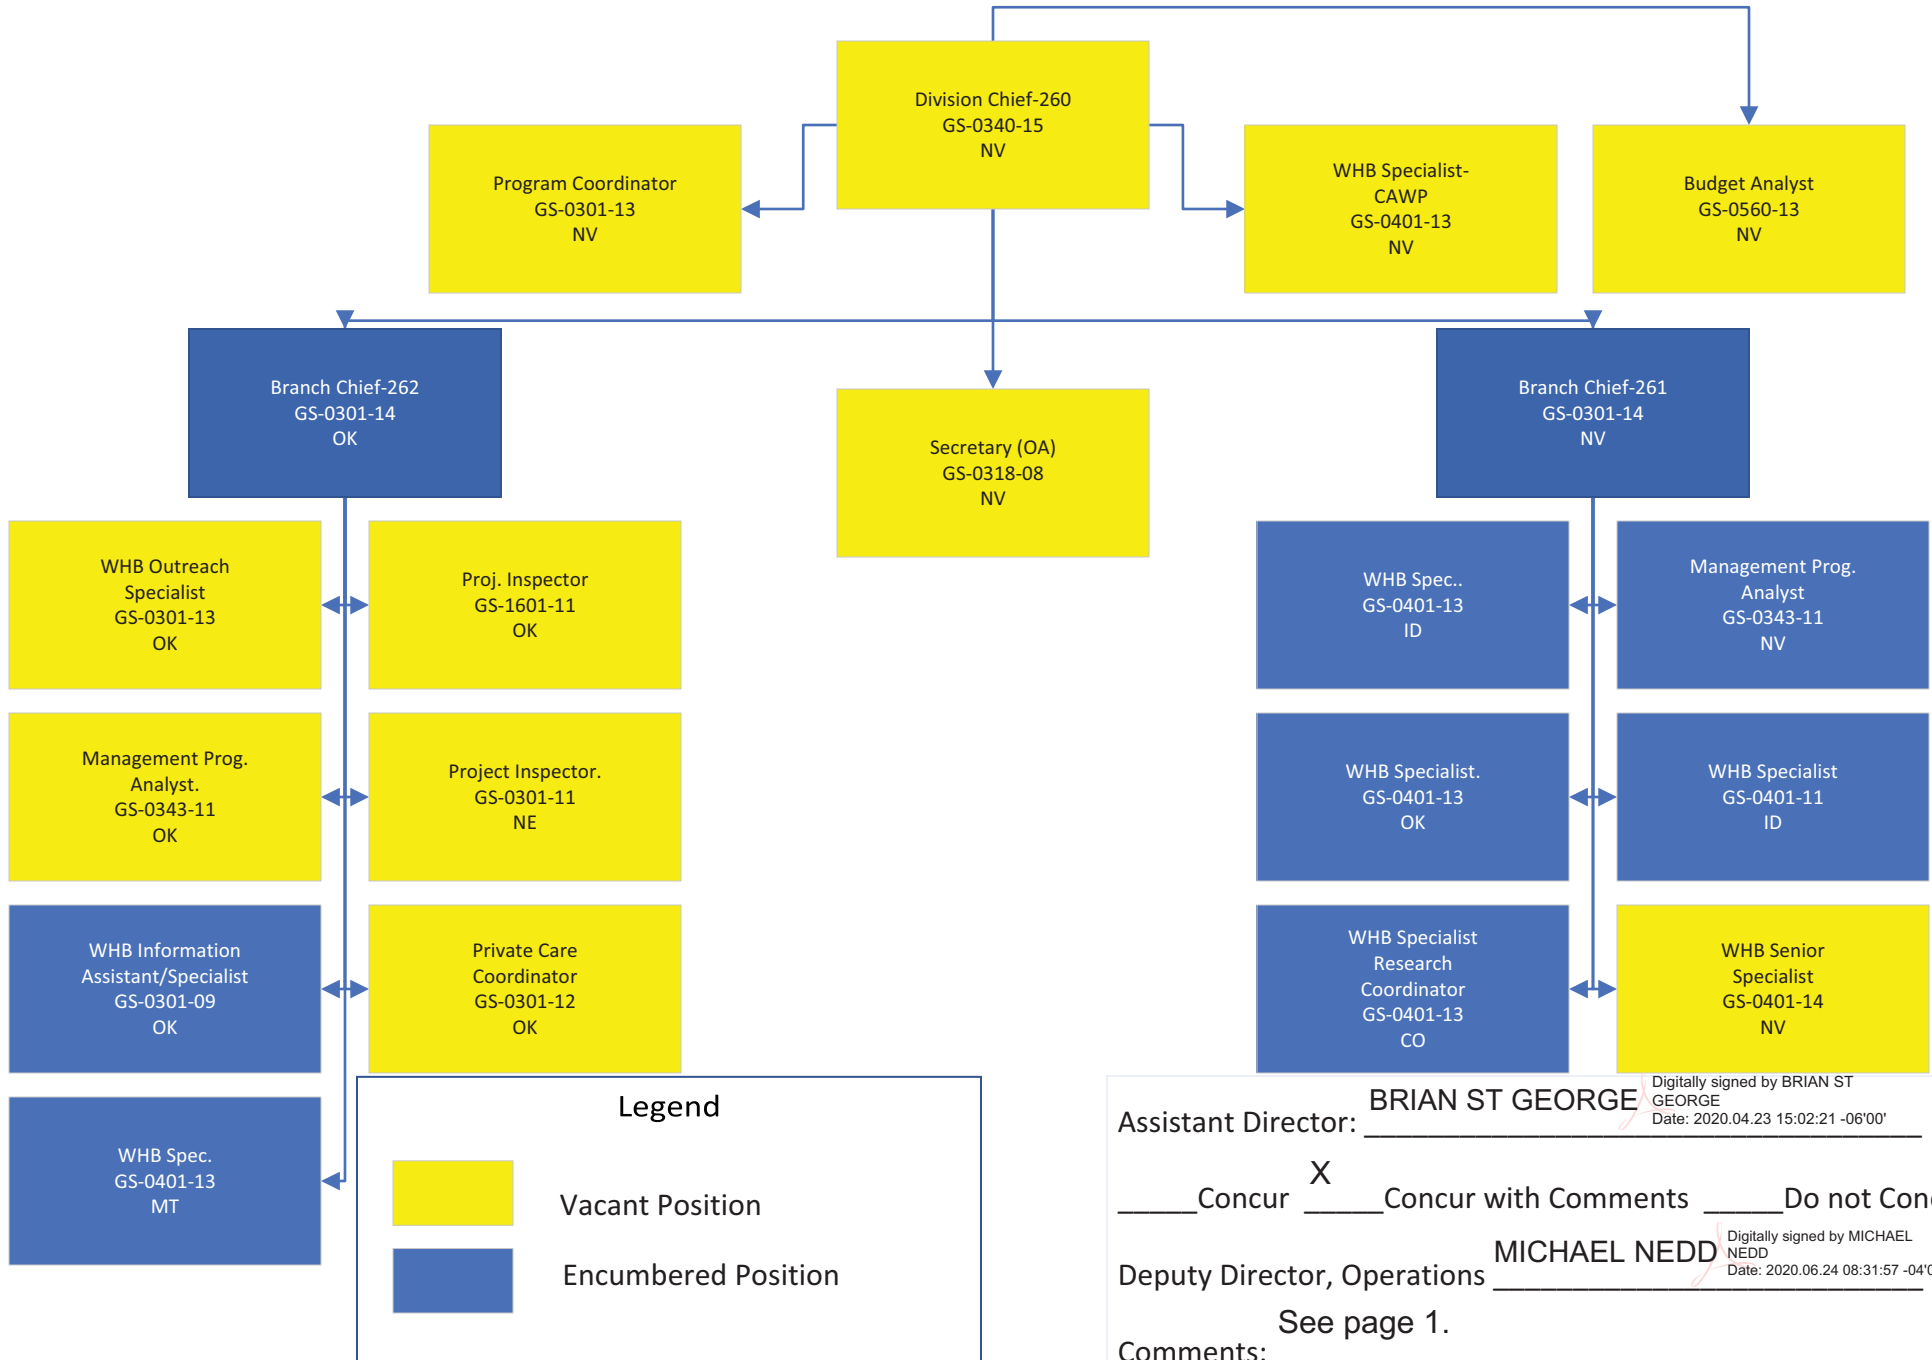 Division Chief-260
GS-0340-15
NV
Program Coordinator
GS-0301-13
NV
WHB Specialist-
CAWP
GS-0401-13
NV
Budget Analyst
GS-0560-13
NV
Branch Chief-262
GS-0301-14
OK
Secretary (OA)
GS-0318-08
NV
Branch Chief-261
GS-0301-14
NV
WHB Outreach
Specialist
GS-0301-13
OK
Proj. Inspector
GS-1601-11
OK
Management Prog.
Analyst.
GS-0343-11
OK
Project Inspector.
GS-0301-11
NE
WHB Information
Assistant/Specialist
GS-0301-09
OK
Private Care
Coordinator
GS-0301-12
OK
WHB Spec.
GS-0401-13
MT
WHB Spec..
GS-0401-13
ID
Management Prog.
Analyst
GS-0343-11
NV
WHB Specialist.
GS-0401-13
OK
WHB Specialist
GS-0401-11
ID
WHB Specialist
Research
Coordinator
GS-0401-13
CO
WHB Senior
Specialist
GS-0401-14
NV
Legend
Vacant Position
Encumbered Position
Assistant Director: BRIAN ST GEORGE
Digitally signed by BRIAN ST
GEORGE
Date: 2020.04.23 15:02:21 -06'00'
_____Concur X _____Concur with Comments _____Do not
Deputy Director, Operations MICHAEL NEDD
Digitally signed by MICHAEL
NEDD
Date: 2020.06.24 08:31:57
See page 1.
Comments: